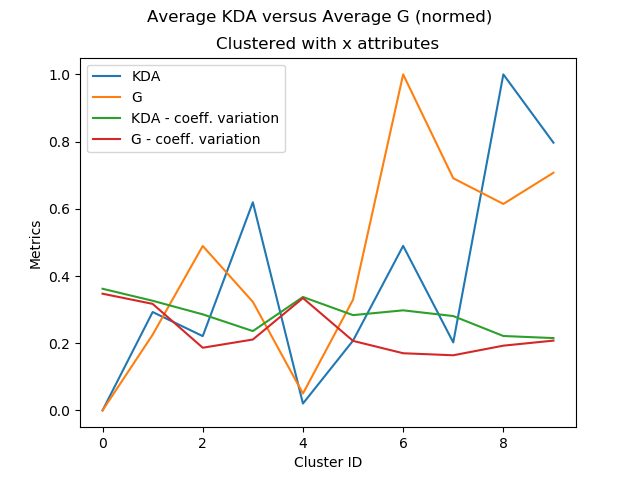 Average KDA versus Average G (normed)
Clustered with x attributes
KDA
G
KDA - coeff. variation
G - coeff. variation
1.0
0.8
0.6
0.4
0.2
0.0
Metrics
0 2 4 6 8
Cluster ID